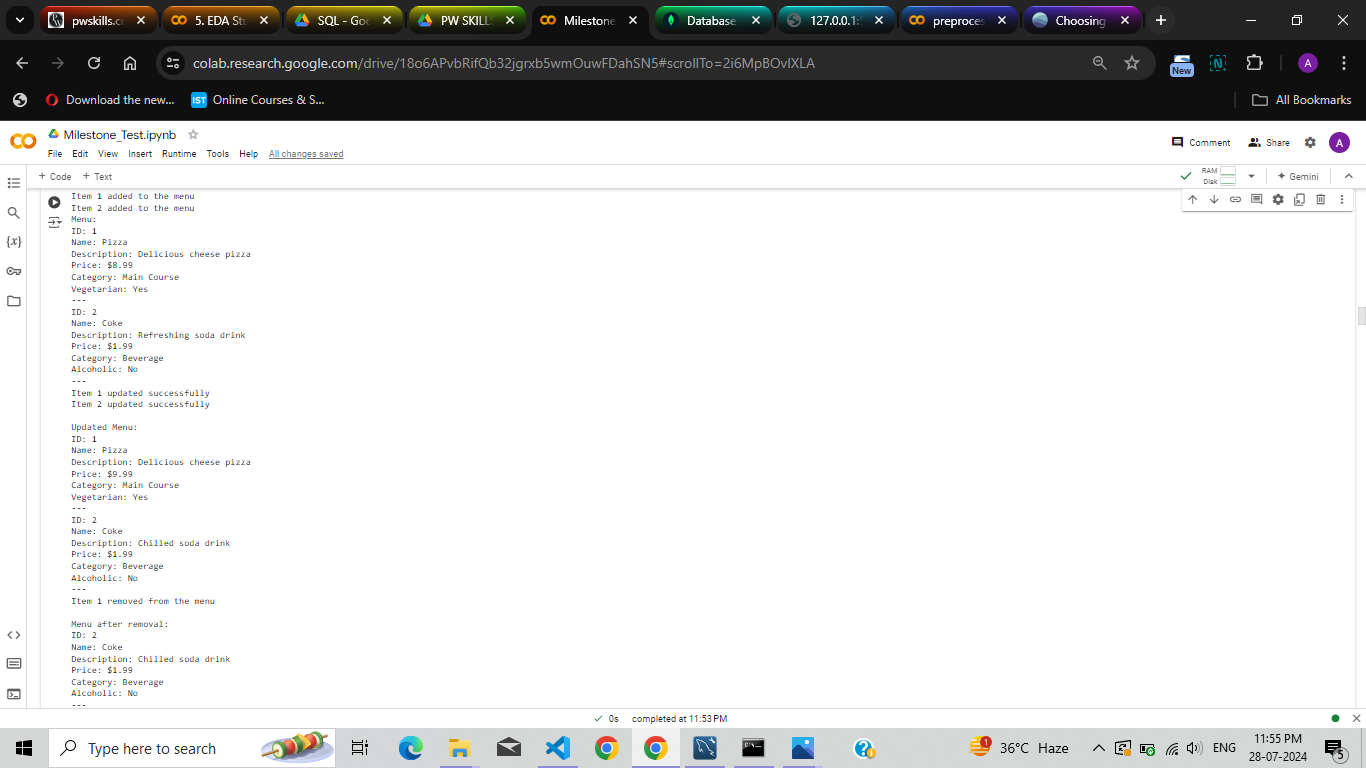 pwskills.c
5. EDA Stu
SQL - Goo
PW SKILL
Milestone
Database
127.0.0.1:
preproces
Choosing
colab.research.google.com/drive/18o6APvbRifQb32jgrxb5wmOuwFDahSN5#scrollTo=2i6MpBOvIXLA
New
A
Download the new...
IST
Online Courses & S...
All Bookmarks
Milestone_Test.ipynb
Comment
Share
A
File Edit View Insert Runtime Tools Help All changes saved
+ Code + Text
RAM
Disk
Gemini
{x}
Item 1 added to the menu
Item 2 added to the menu
Menu:
ID: 1
Name: Pizza
Description: Delicious cheese pizza
Price: $8.99
Category: Main Course
Vegetarian: Yes
---
ID: 2
Name: Coke
Description: Refreshing soda drink
Price: $1.99
Category: Beverage
Alcoholic: No
---
Item 1 updated successfully
Item 2 updated successfully
Updated Menu:
ID: 1
Name: Pizza
Description: Delicious cheese pizza
Price: $9.99
Category: Main Course
Vegetarian: Yes
---
ID: 2
Name: Coke
Description: Chilled soda drink
Price: $1.99
Category: Beverage
Alcoholic: No
---
Item 1 removed from the menu
Menu after removal:
ID: 2
Name: Coke
Description: Chilled soda drink
Price: $1.99
Category: Beverage
Alcoholic: No
---
0s completed at 11:53 PM
Type here to search
1
36°C Haze
ENG
11:55 PM
28-07-2024
5